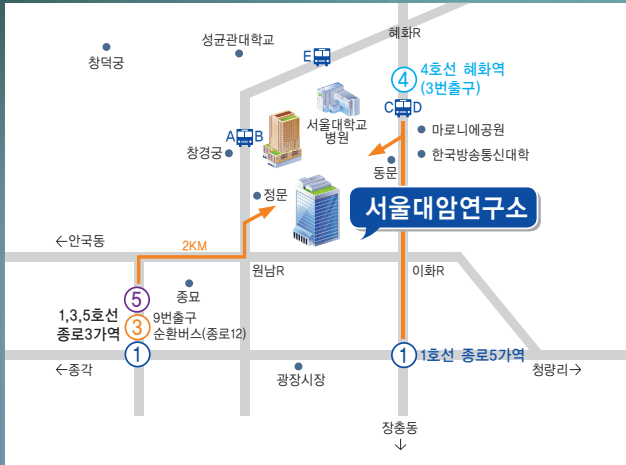 혜화R
성균관대학교
창덕궁
E
4
4호선 혜화역
(3번출구)
C
D
서울대학교
병원
마로니에공원
A
B
창경궁
한국방송통신대학
동문
정문
서울대암연구소
←안국동
2KM
원남R
이화R
종묘
5
1,3,5호선
종로3가역
3
9번출구
순환버스(종로12)
1
1
1호선 종로5가역
←종각
광장시장
청량리→
장충동
↓